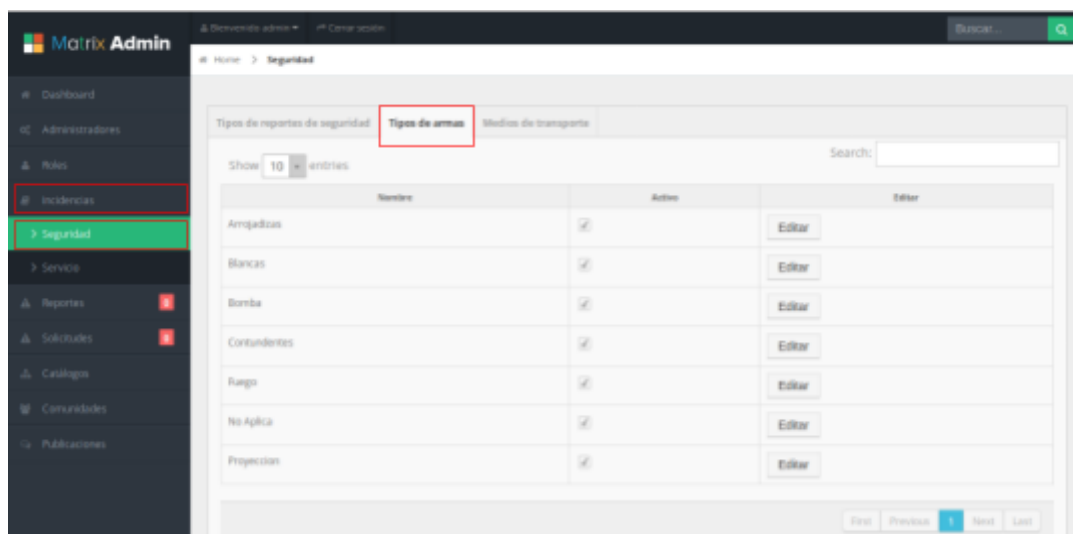 Matrix Admin
Bienvenido admin
Cerrar sesión
Buscar...
Home > Seguridad
Dashboard
Administradores
Roles
Incidencias
> Seguridad
> Servicio
Reportes 0
Solicitudes 0
Catálogos
Comunidades
Publicaciones
Tipos de reportes de seguridad
Tipos de armas
Medios de transporte
Show 10 entries
Search:
Nombre Activo Editar
Arrojadizas Editar
Blancas Editar
Bomba Editar
Contundentes Editar
Fuego Editar
No Aplica Editar
Proyeccion Editar
First Previous 1 Next Last